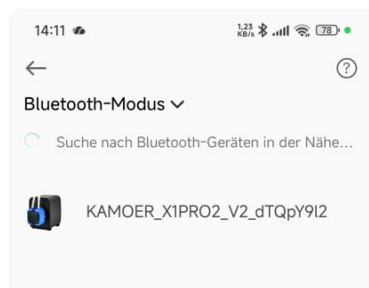 14:11
1,23 KB/s 78
Bluetooth-Modus
Suche nach Bluetooth-Geräten in der Nähe...
KAMOER_X1PRO2_V2_dTQpY9l2